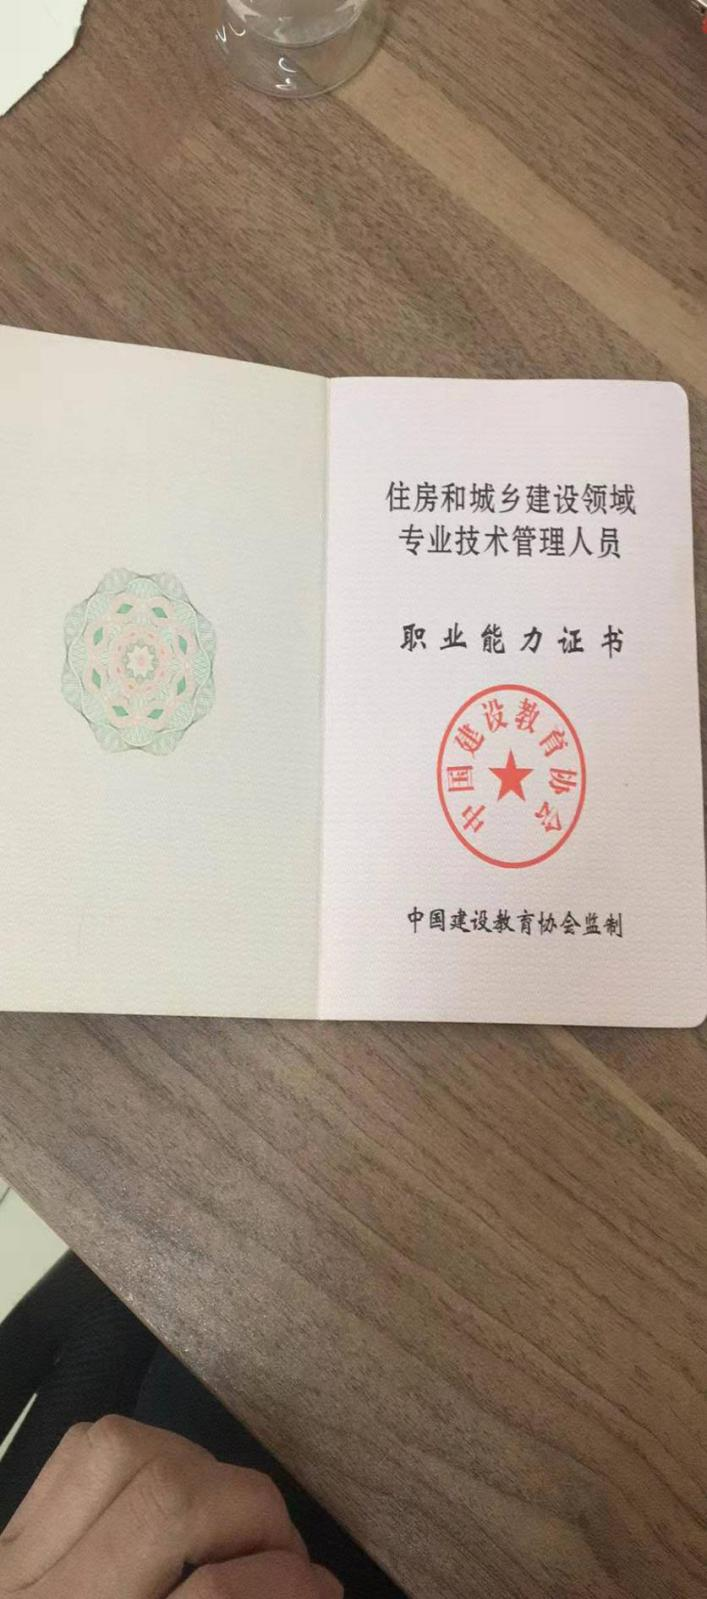 住房和城乡建设领域
专业技术管理人员
职业能力证书
中国建设教育协会
中国建设教育协会监制